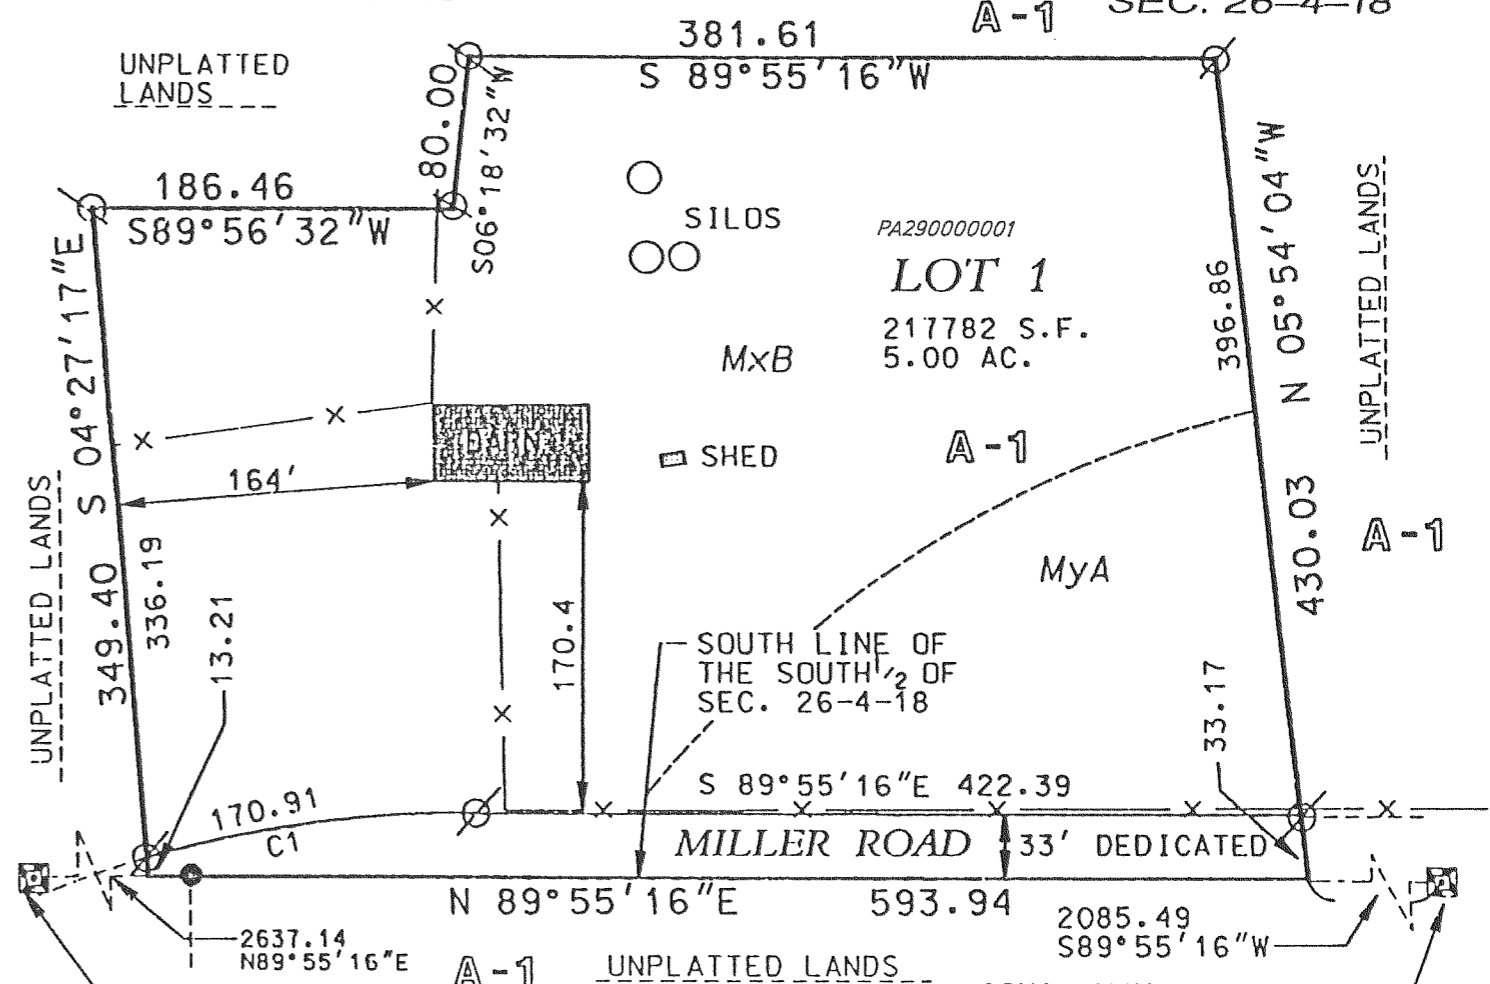 A-1
SEC. 26-4-18
381.61
S 89°55'16"W
UNPLATTED
LANDS
80.00
S06°18'32"W
186.46
S89°56'32"W
SILOS
PA290000001
LOT 1
217782 S.F.
5.00 AC.
MxB
396.86
N 05°54'04"W
430.03
UNPLATTED LANDS
349.40 S 04°27'17"E
336.19
UNPLATTED LANDS
BARN
164'
SHED
A-1
A-1
MyA
13.21
170.4
SOUTH LINE OF
THE SOUTH 1/2 OF
SEC. 26-4-18
33.17
S 89°55'16"E 422.39
170.91
C1
MILLER ROAD
33' DEDICATED
N 89°55'16"E 593.94
2637.14
N89°55'16"E
2085.49
S89°55'16"W
A-1
UNPLATTED LANDS